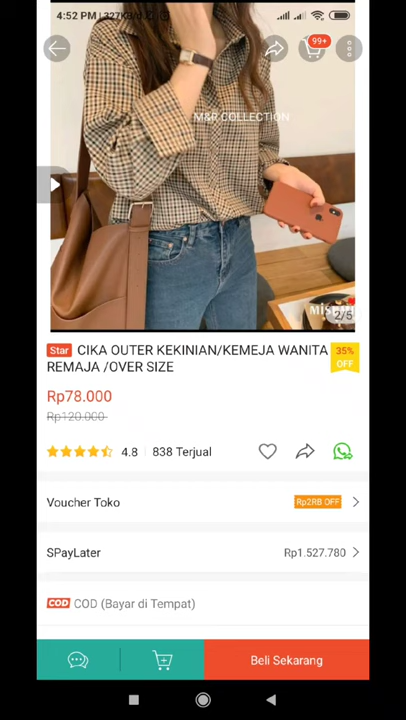 4:52 PM | 327KB/
99+
M&R COLLECTION
2/5
Star CIKA OUTER KEKINIAN/KEMEJA WANITA
REMAJA /OVER SIZE
35%
OFF
Rp78.000
Rp120.000
4.8
838 Terjual
Voucher Toko
Rp2RB OFF
SPayLater
Rp1.527.780
COD COD (Bayar di Tempat)
Beli Sekarang